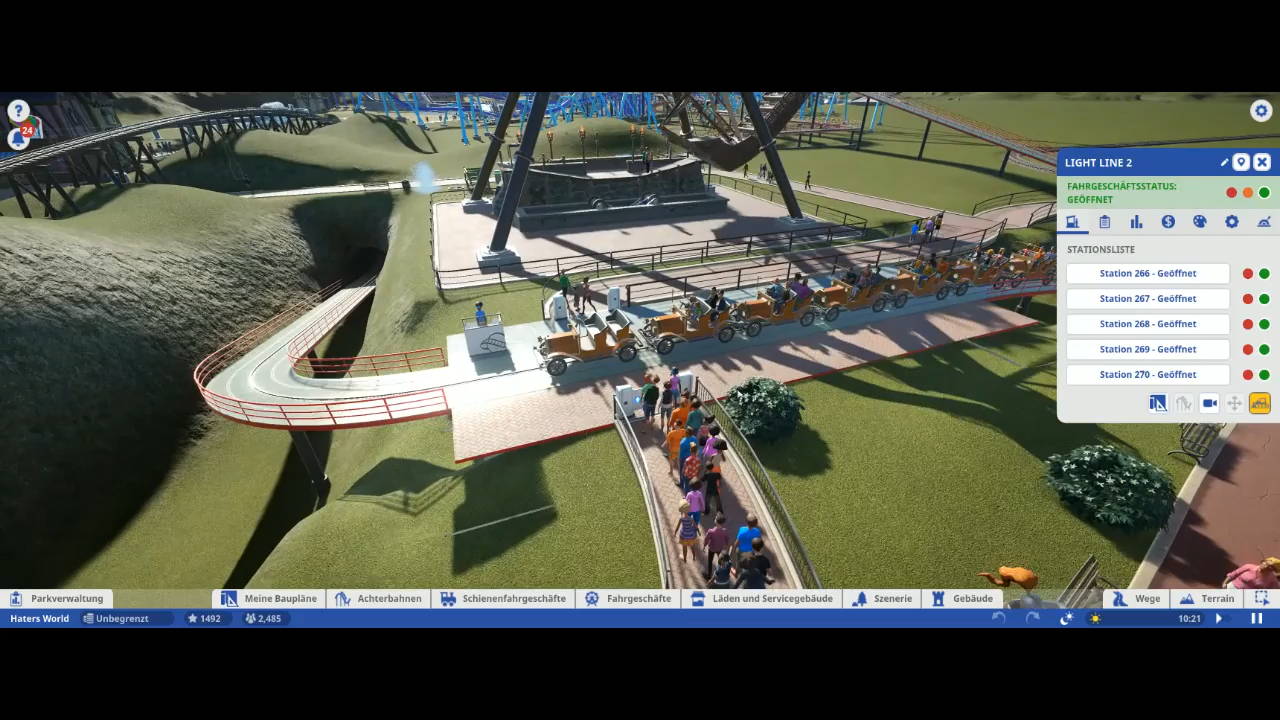 ?
24
LIGHT LINE 2
FAHRGESCHÄFTSSTATUS:
GEÖFFNET
STATIONSLISTE
Station 266 - Geöffnet
Station 267 - Geöffnet
Station 268 - Geöffnet
Station 269 - Geöffnet
Station 270 - Geöffnet
Parkverwaltung
Meine Baupläne
Achterbahnen
Schienenfahrgeschäfte
Fahrgeschäfte
Läden und Servicegebäude
Szenerie
Gebäude
Wege
Terrain
Haters World
Unbegrenzt
1492
2,485
10:21